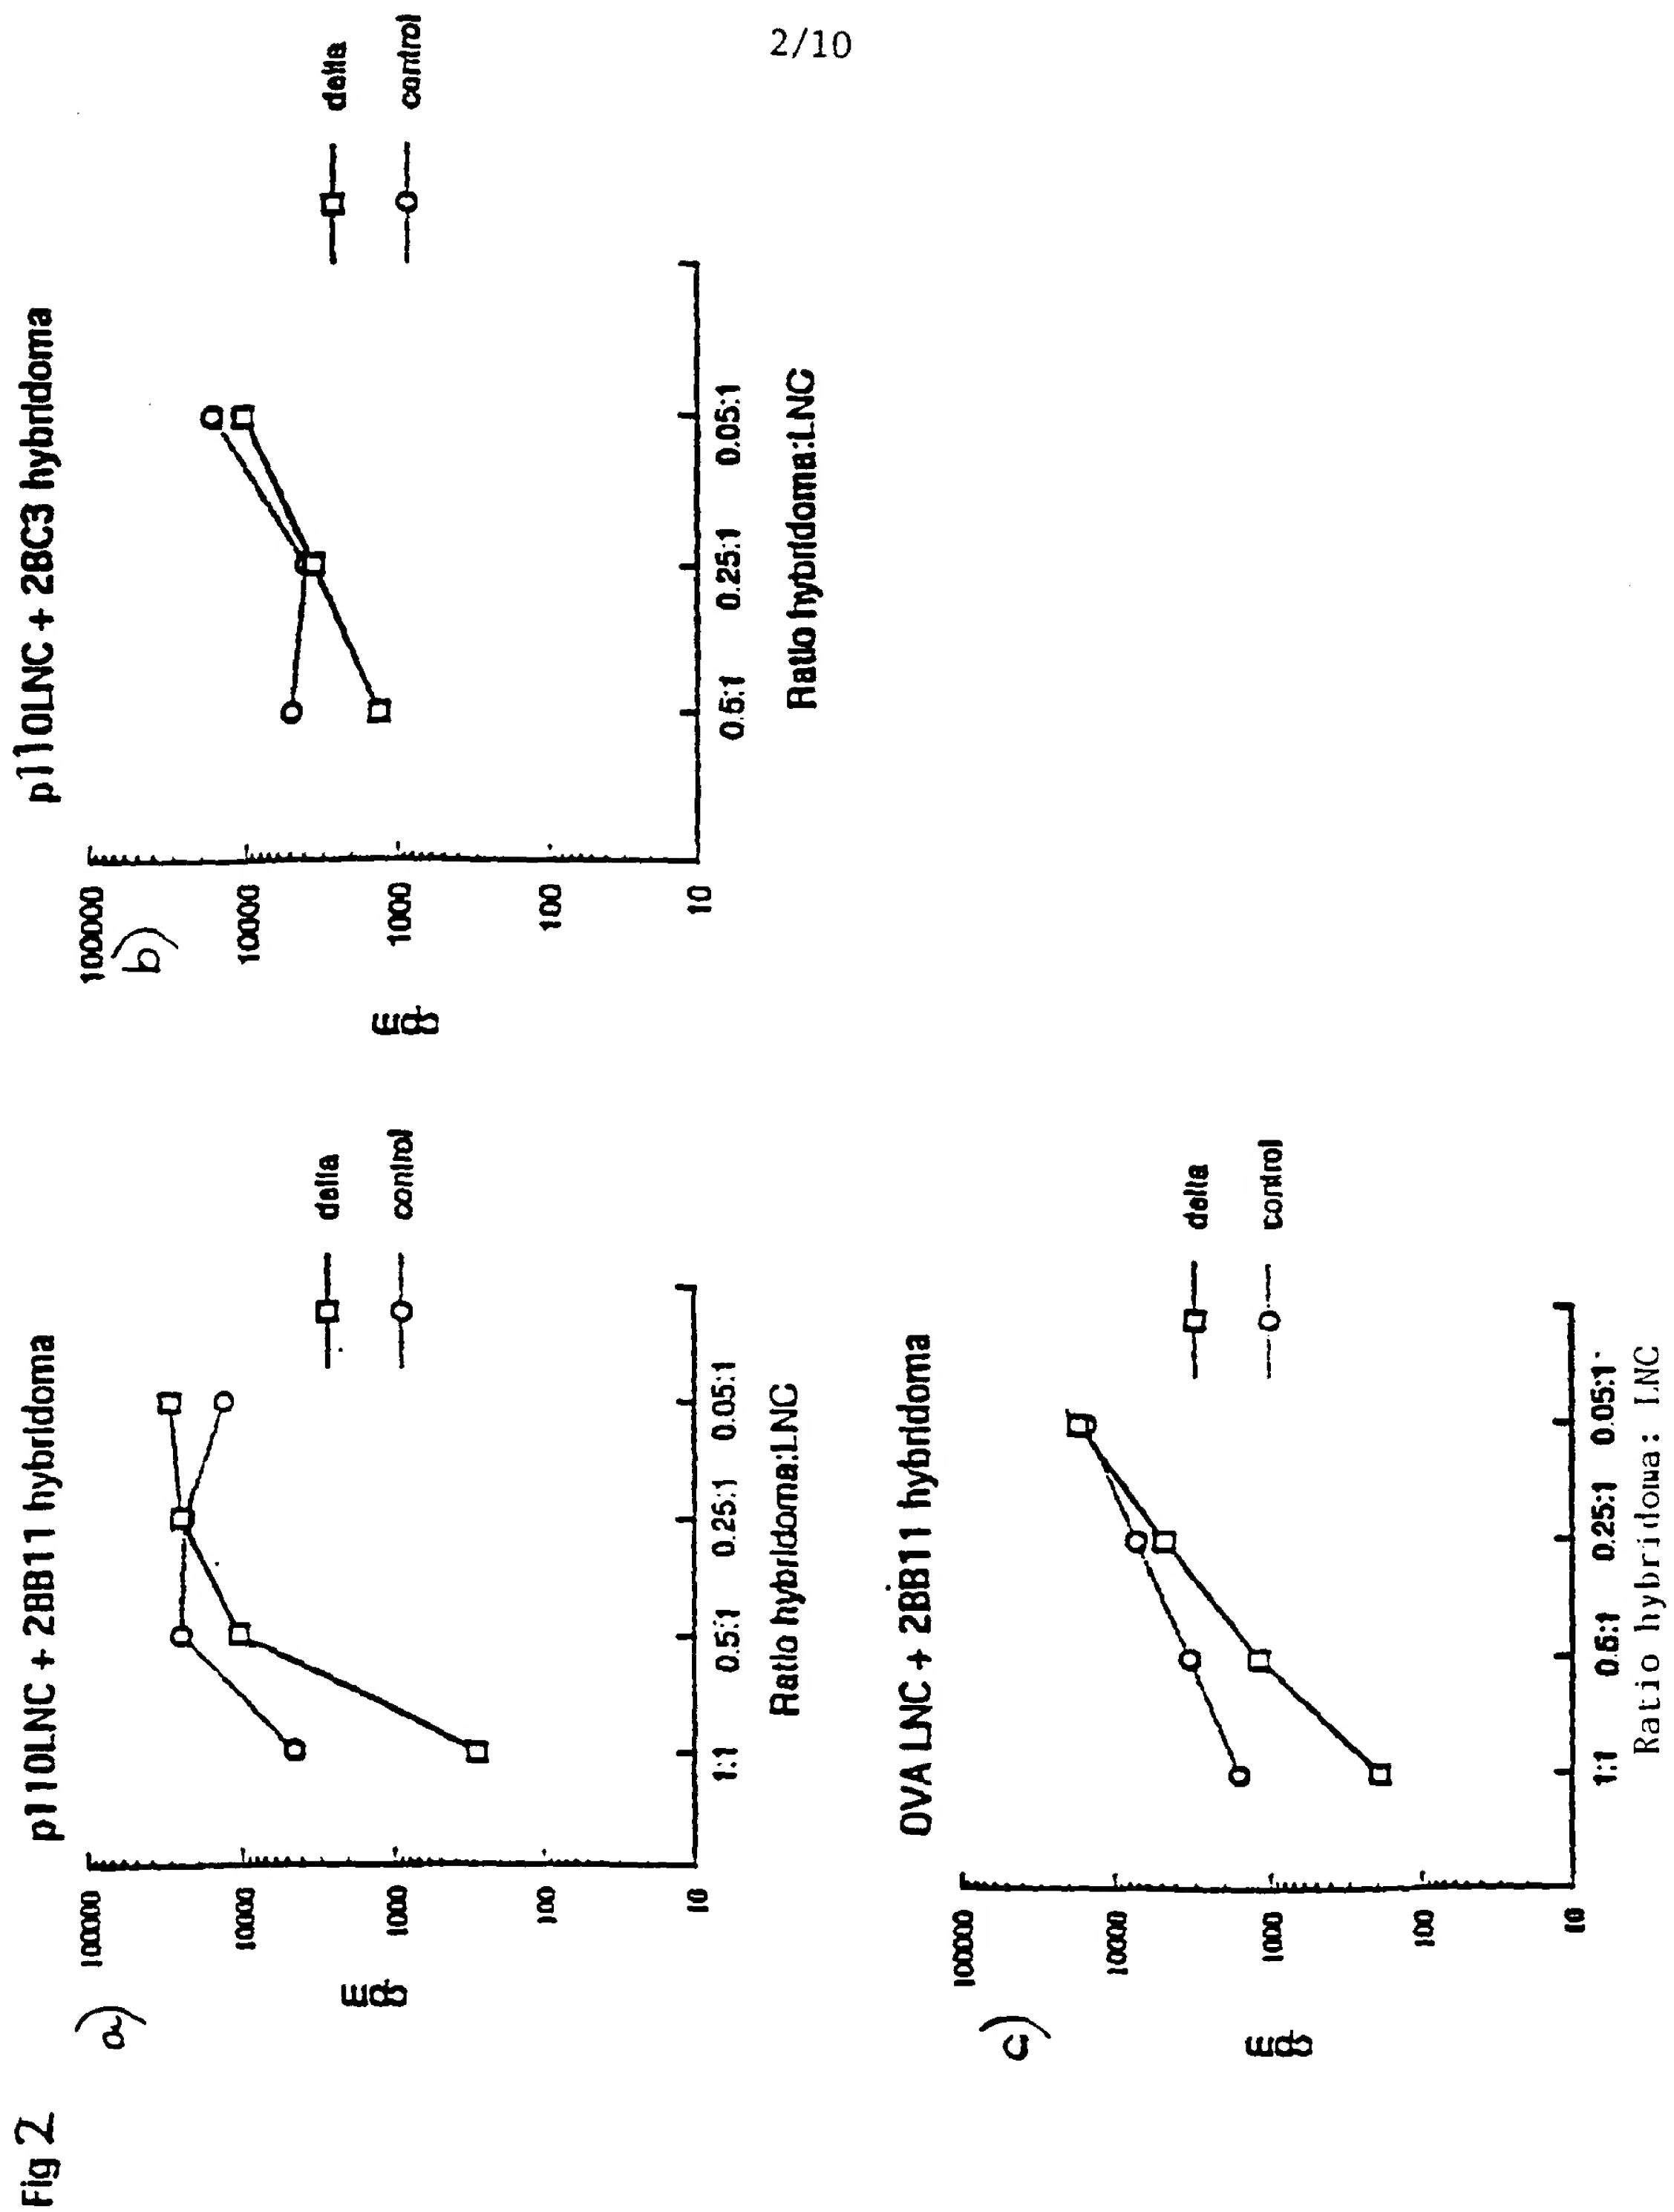 2/10
Fig 2
a)
p110LNC + 2BB11 hybridoma
100000
10000
1000
100
10
cpm
1:1
0.5:1
0.25:1
0.05:1
Ratio hybridoma:LNC
delta
control
b)
p110LNC + 2BC3 hybridoma
100000
10000
1000
100
10
cpm
0.5:1
0.25:1
0.05:1
Ratio hybridoma:LNC
delta
control
c)
OVA LNC + 2BB11 hybridoma
100000
10000
1000
100
10
cpm
1:1
0.5:1
0.25:1
0.05:1
Ratio hybridoma: LNC
delta
control